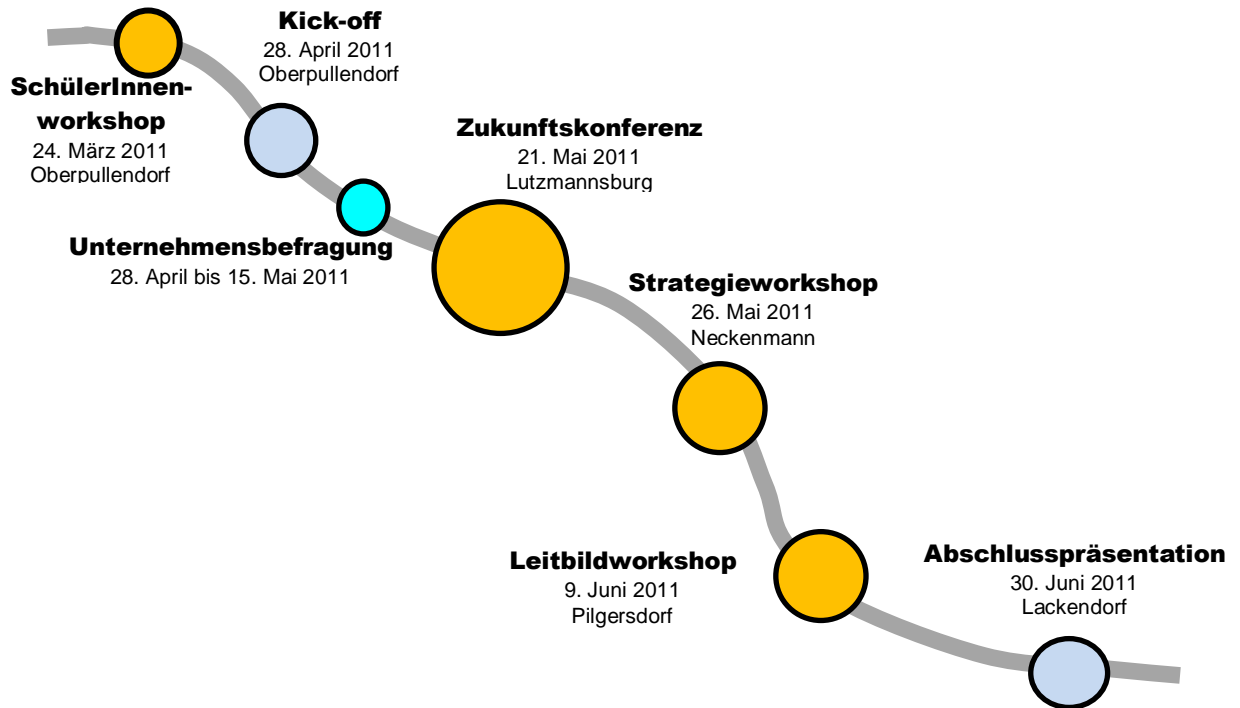 Kick-off
28. April 2011
Oberpullendorf
SchülerInnen-
workshop
24. März 2011
Oberpullendorf
Zukunftskonferenz
21. Mai 2011
Lutzmannsburg
Unternehmensbefragung
28. April bis 15. Mai 2011
Strategieworkshop
26. Mai 2011
Neckenmann
Leitbildworkshop
9. Juni 2011
Pilgersdorf
Abschlusspräsentation
30. Juni 2011
Lackendorf